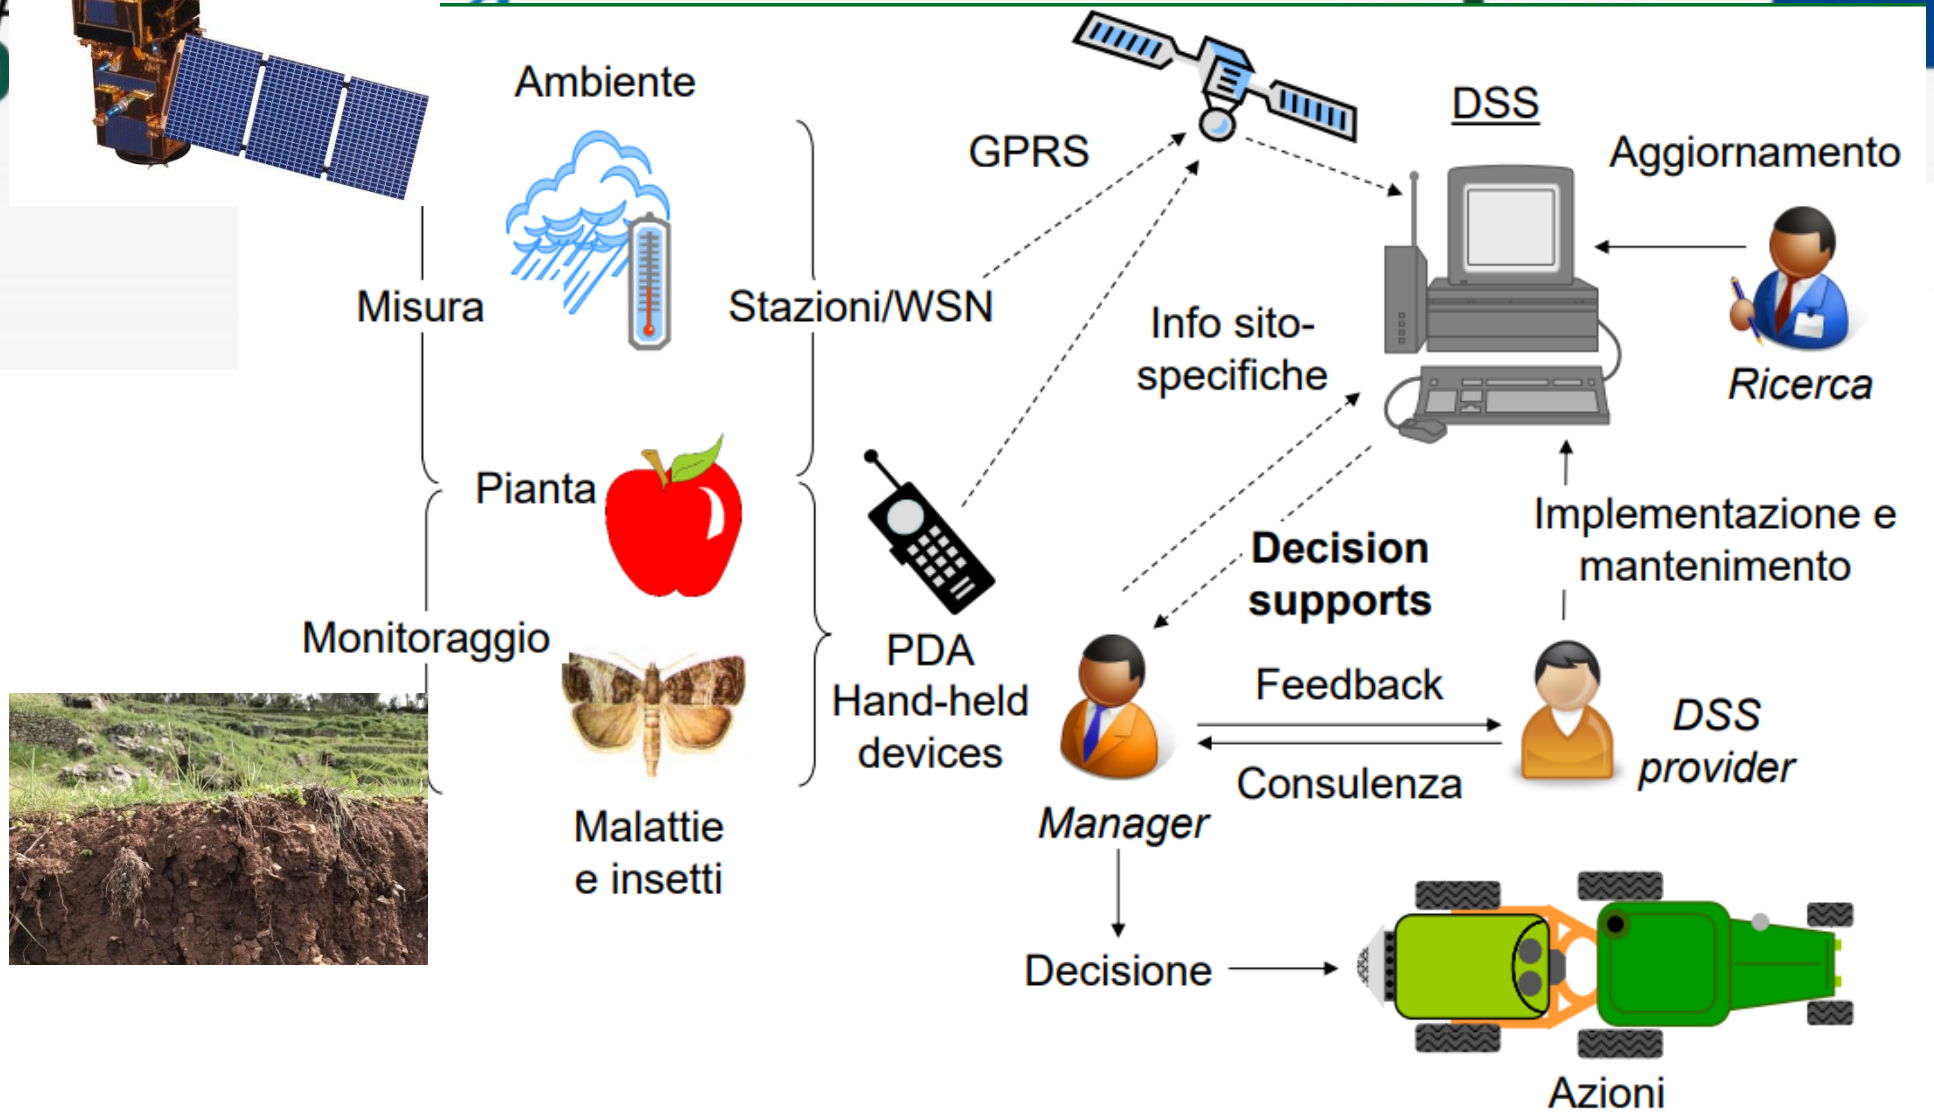 Ambiente
DSS
GPRS
Aggiornamento
Misura
Stazioni/WSN
Info sito-
specifiche
Ricerca
Pianta
Implementazione e
mantenimento
Decision
supports
Monitoraggio
PDA
Hand-held
devices
Feedback
DSS
provider
Consulenza
Manager
Malattie
e insetti
Decisione
Azioni